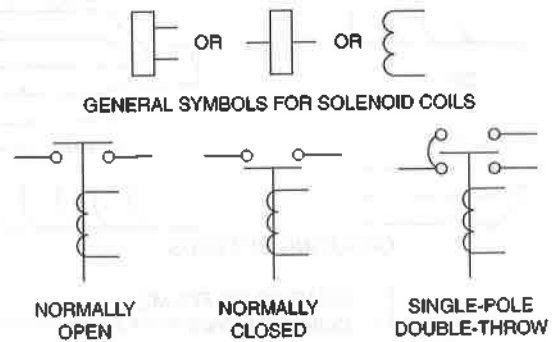 OR OR
GENERAL SYMBOLS FOR SOLENOID COILS
NORMALLY
OPEN
NORMALLY
CLOSED
SINGLE-POLE
DOUBLE-THROW